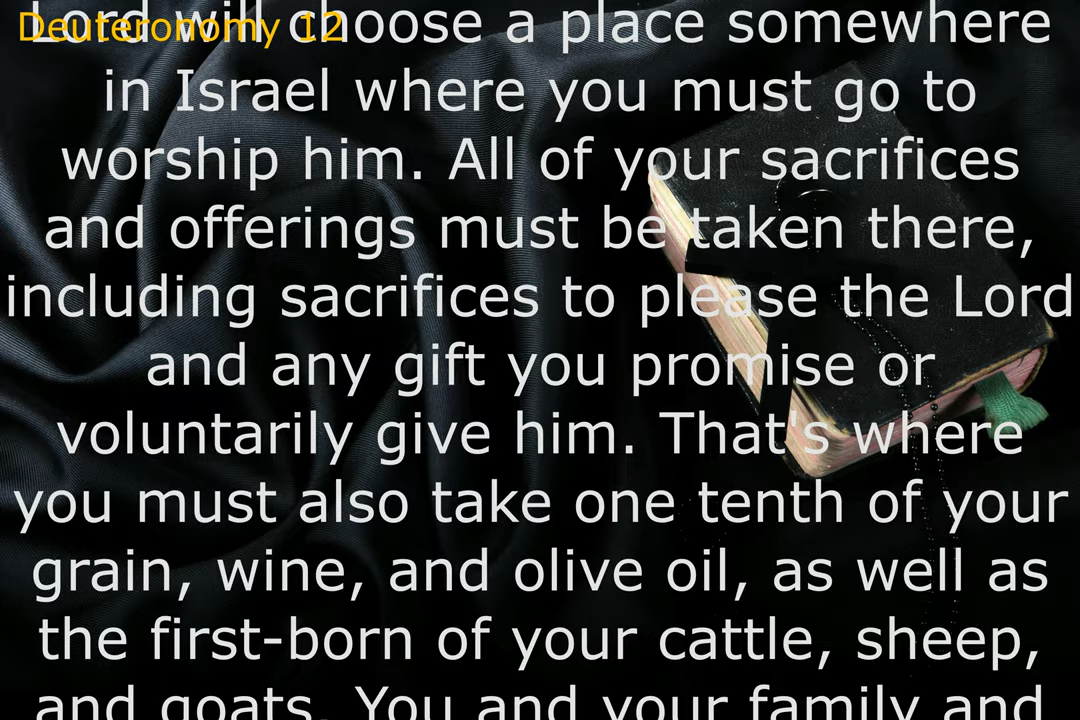 Deuteronomy 12
Lord will choose a place somewhere
in Israel where you must go to
worship him. All of your sacrifices
and offerings must be taken there,
including sacrifices to please the Lord
and any gift you promise or
voluntarily give him. That's where
you must also take one tenth of your
grain, wine, and olive oil, as well as
the first-born of your cattle, sheep,
and goats. You and your family and